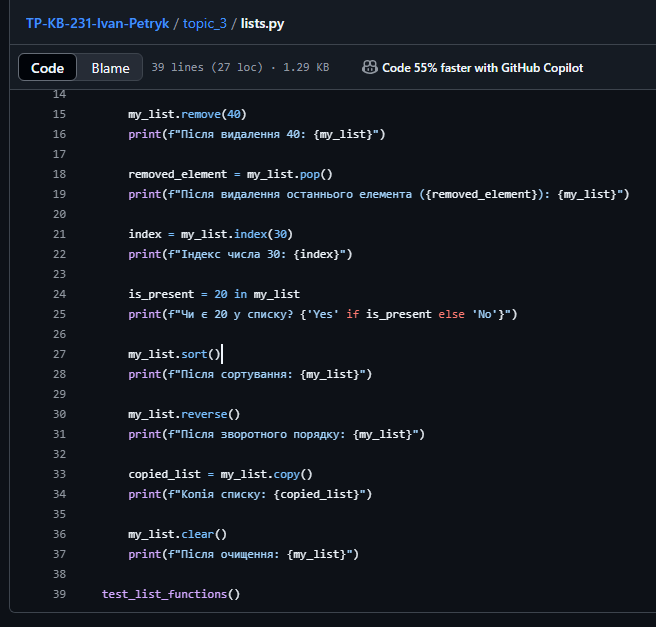 TP-KB-231-Ivan-Petryk / topic_3 / lists.py
Code Blame 39 lines (27 loc) · 1.29 KB Code 55% faster with GitHub Copilot
14
15 my_list.remove(40)
16 print(f"Після видалення 40: {my_list}")
17
18 removed_element = my_list.pop()
19 print(f"Після видалення останнього елемента ({removed_element}): {my_list}")
20
21 index = my_list.index(30)
22 print(f"Індекс числа 30: {index}")
23
24 is_present = 20 in my_list
25 print(f"Чи є 20 у списку? {'Yes' if is_present else 'No'}")
26
27 my_list.sort()
28 print(f"Після сортування: {my_list}")
29
30 my_list.reverse()
31 print(f"Після зворотного порядку: {my_list}")
32
33 copied_list = my_list.copy()
34 print(f"Копія списку: {copied_list}")
35
36 my_list.clear()
37 print(f"Після очищення: {my_list}")
38
39 test_list_functions()